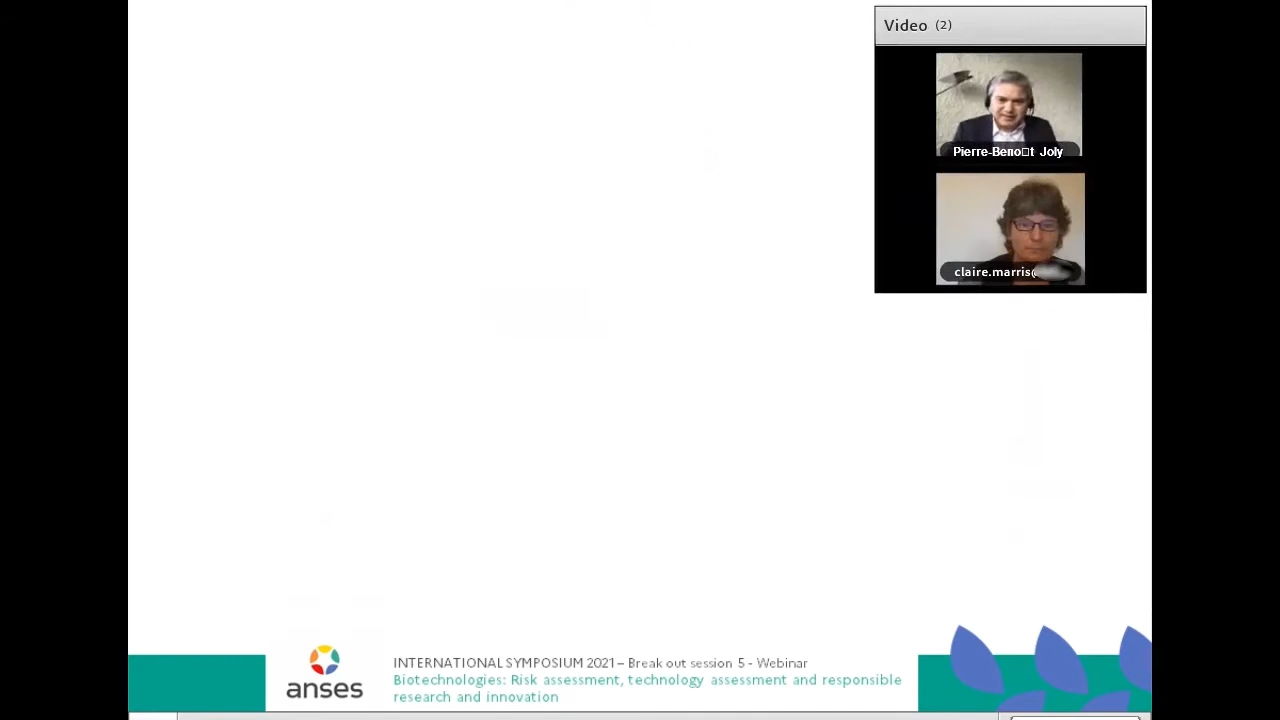 Video (2)
Pierre-Beno□t Joly
claire.marris@
anses
INTERNATIONAL SYMPOSIUM 2021 – Break out session 5 - Webinar
Biotechnologies: Risk assessment, technology assessment and responsible
research and innovation